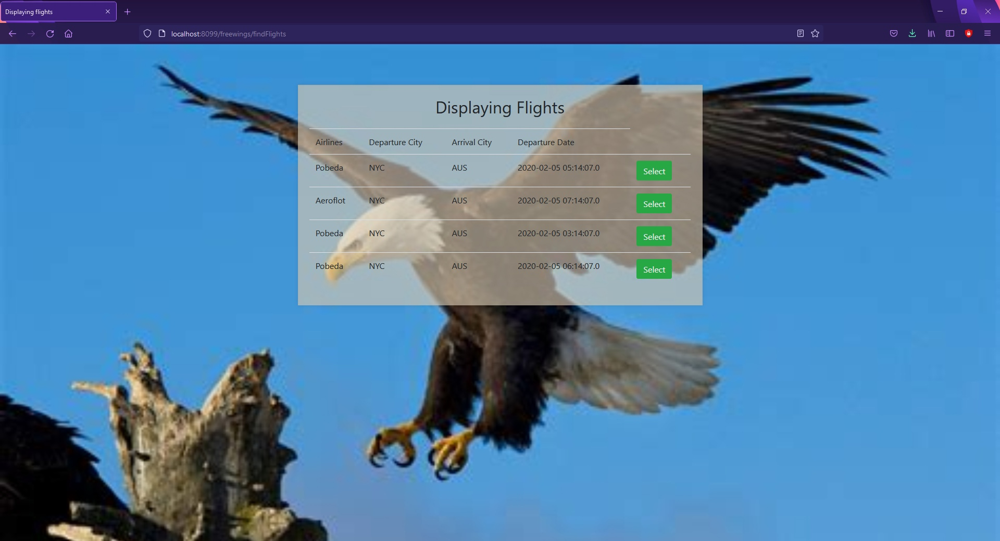 Displaying flights
localhost:8099/freewings/findFlights
Displaying Flights
Airlines Departure City Arrival City Departure Date
Pobeda NYC AUS 2020-02-05 05:14:07.0 Select
Aeroflot NYC AUS 2020-02-05 07:14:07.0 Select
Pobeda NYC AUS 2020-02-05 03:14:07.0 Select
Pobeda NYC AUS 2020-02-05 06:14:07.0 Select